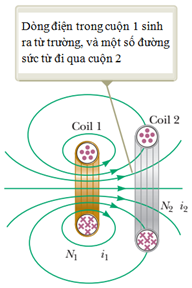 Dòng điện trong cuộn 1 sinh
ra từ trường, và một số đường
sức từ đi qua cuộn 2
Coil 1
Coil 2
N₁ i₁
N₂ i₂